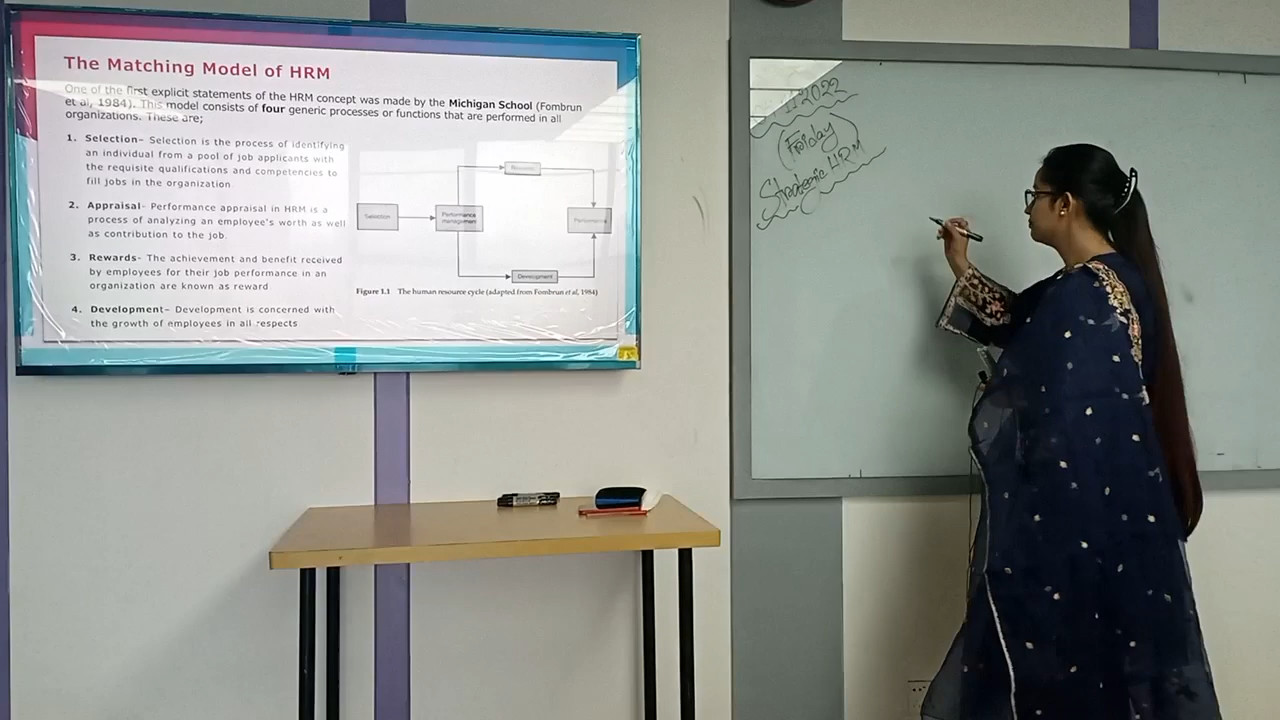 The Matching Model of HRM
One of the first explicit statements of the HRM concept was made by the Michigan School (Fombrun
et al, 1984). This model consists of four generic processes or functions that are performed in all
organizations. These are;
1. Selection– Selection is the process of identifying
an individual from a pool of job applicants with
the requisite qualifications and competencies to
fill jobs in the organization.
2. Appraisal- Performance appraisal in HRM is a
process of analyzing an employee's worth as well
as contribution to the job.
3. Rewards- The achievement and benefit received
by employees for their job performance in an
organization are known as reward
4. Development– Development is concerned with
the growth of employees in all respects
Selection
Performance
management
Performance
Development
Figure 1.1 The human resource cycle (adapted from Fombrun et al, 1984)
11 2022
(Friday)
Strategic HRM